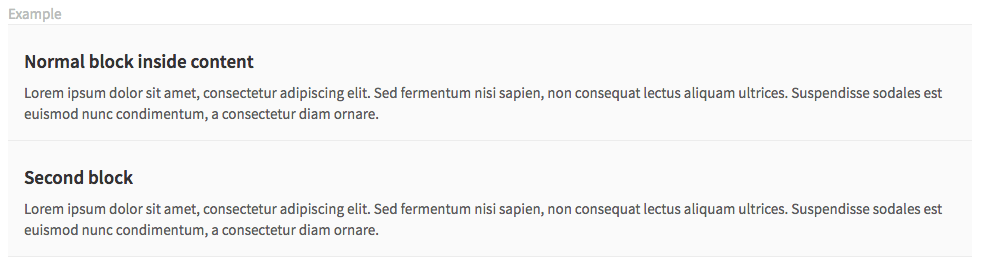 Example
Normal block inside content
Lorem ipsum dolor sit amet, consectetur adipiscing elit. Sed fermentum nisi sapien, non consequat lectus aliquam ultrices. Suspendisse sodales est
euismod nunc condimentum, a consectetur diam ornare.
Second block
Lorem ipsum dolor sit amet, consectetur adipiscing elit. Sed fermentum nisi sapien, non consequat lectus aliquam ultrices. Suspendisse sodales est
euismod nunc condimentum, a consectetur diam ornare.